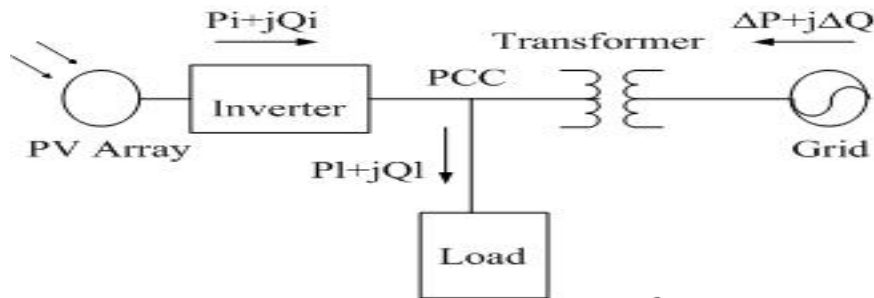 Pi+jQi
ΔP+jΔQ
Transformer
PCC
Inverter
PV Array
Grid
Pl+jQl
Load